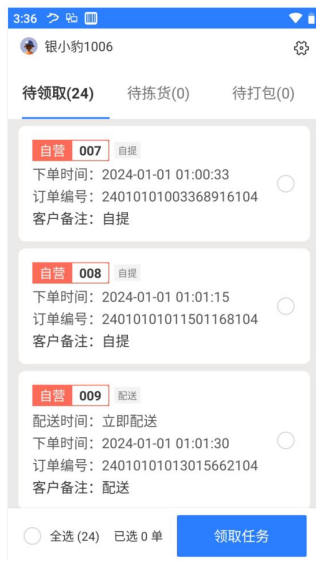 3:36
银小豹1006
待领取(24) 待拣货(0) 待打包(0)
自营 007 自提
下单时间：2024-01-01 01:00:33
订单编号：24010101003368916104
客户备注：自提
自营 008 自提
下单时间：2024-01-01 01:01:15
订单编号：24010101011501168104
客户备注：自提
自营 009 配送
配送时间：立即配送
下单时间：2024-01-01 01:01:30
订单编号：24010101013015662104
客户备注：配送
全选 (24) 已选 0 单 领取任务